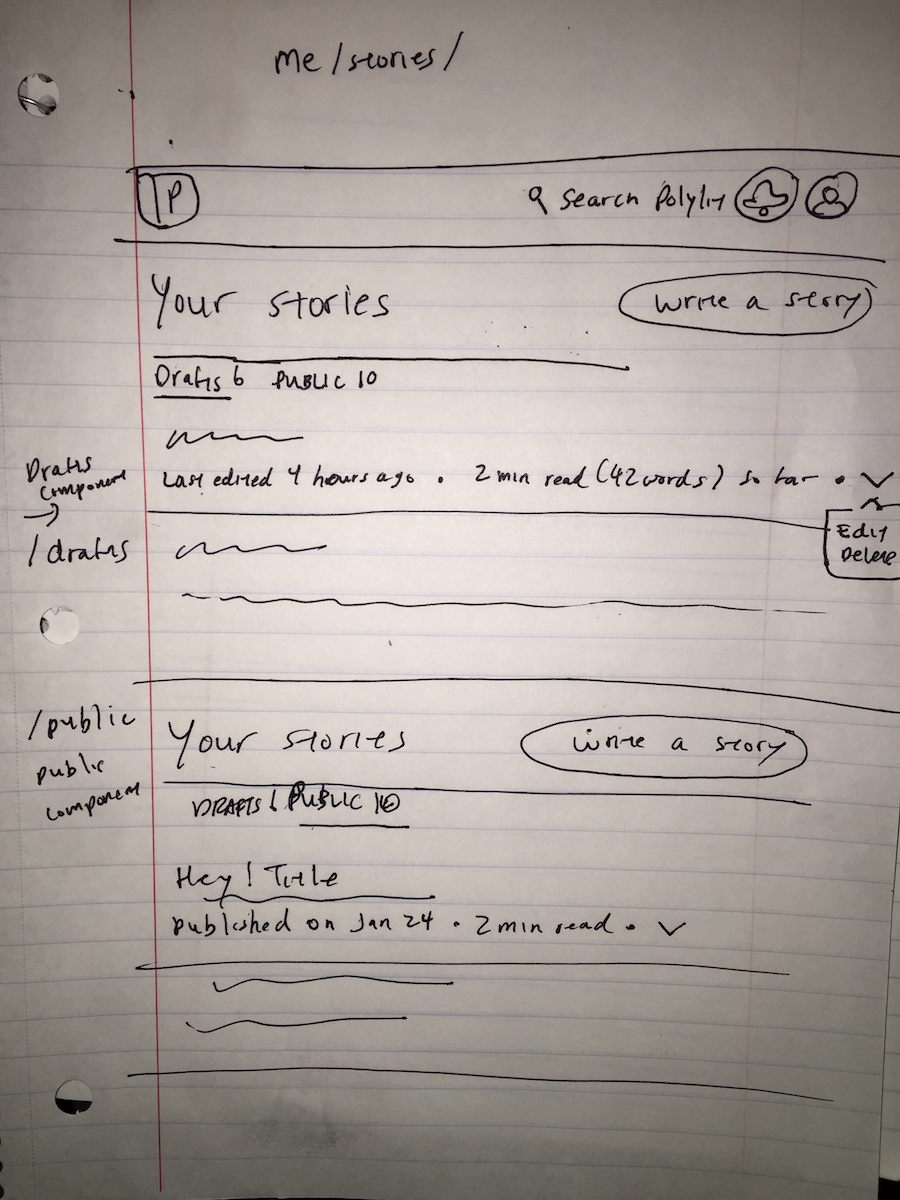 me/stories/
P
Search Polylit
Your stories
Write a story
Drafts 6 PUBLIC 10
Drafts
component
Last edited 4 hours ago . 2 min read (42 words) so far .
/drafts
Edit
Delete
/public
public
component
Your stories
Write a story
DRAFTS PUBLIC 10
Hey! Title
published on Jan 24 . 2 min read .